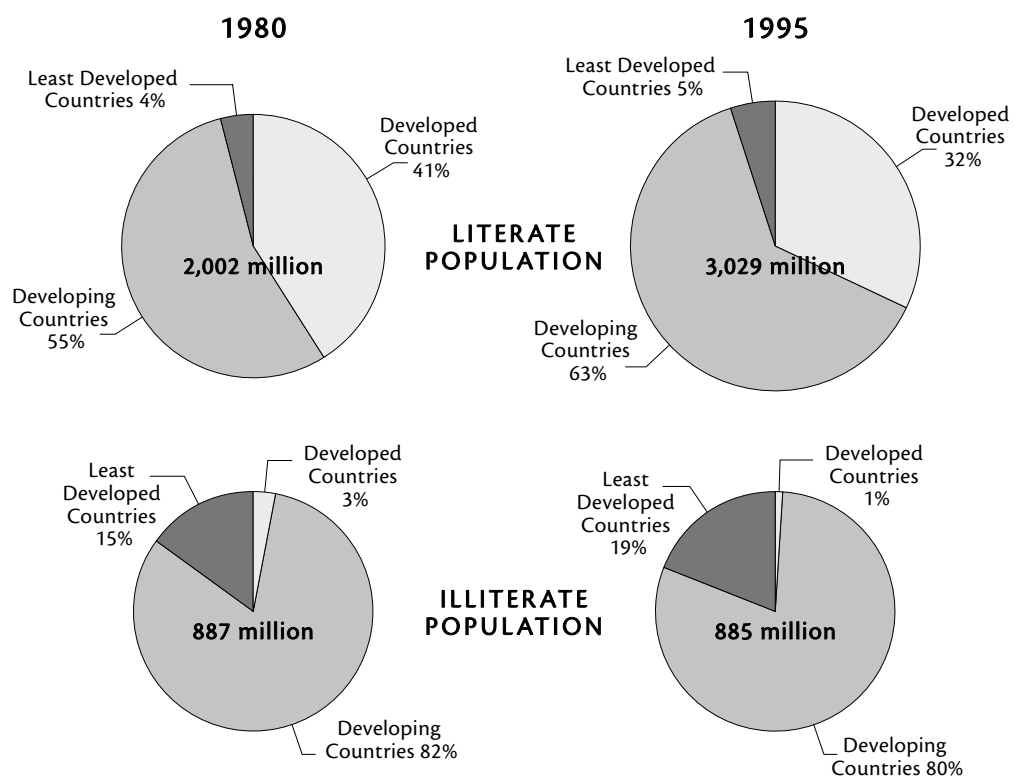 1980
1995
Least Developed
Countries 4%
Developed
Countries
41%
Developing
Countries
55%
2,002 million
LITERATE
POPULATION
Least Developed
Countries 5%
Developed
Countries
32%
Developing
Countries
63%
3,029 million
Least
Developed
Countries
15%
Developed
Countries
3%
887 million
Developing
Countries 82%
ILLITERATE
POPULATION
Least
Developed
Countries
19%
Developed
Countries
1%
885 million
Developing
Countries 80%